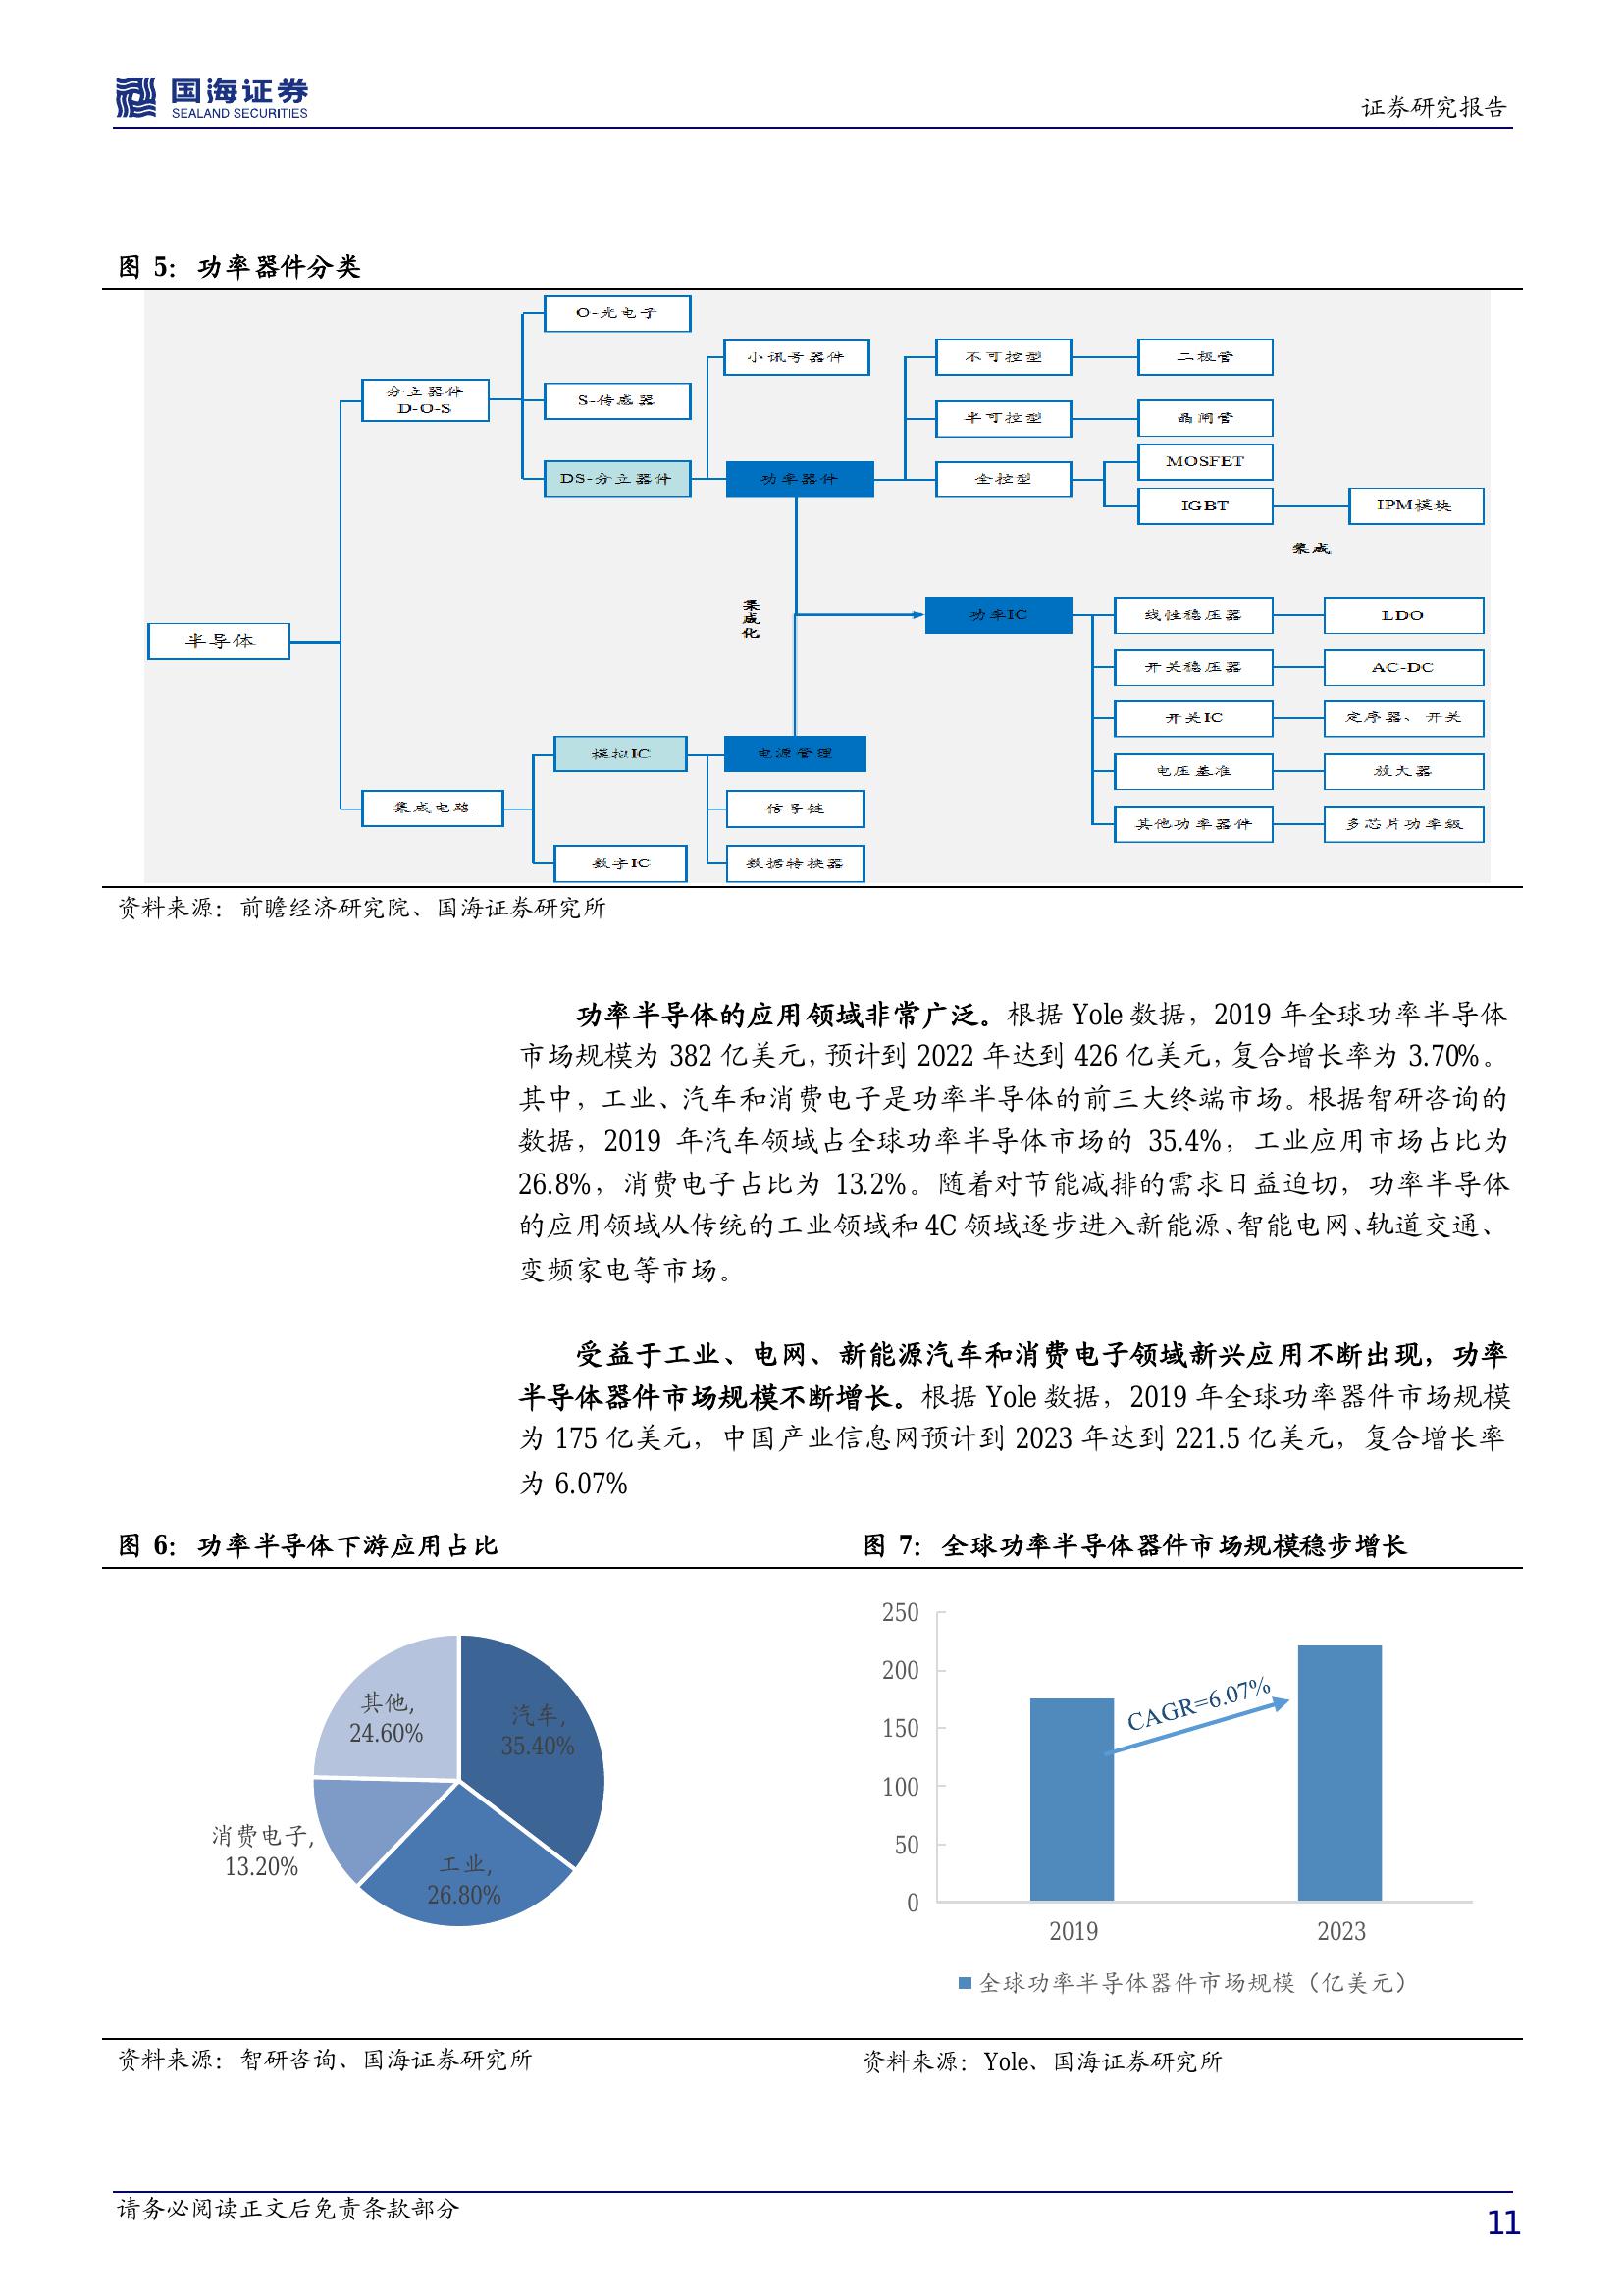 国海证券
SEALAND SECURITIES
证券研究报告
图 5：功率器件分类
O-光电子
小讯号器件
不可控型
二极管
分立器件
D-O-S
S-传感器
半可控型
晶闸管
MOSFET
DS-分立器件
功率器件
全控型
IGBT
IPM模块
集成
集成化
功率IC
线性稳压器
LDO
半导体
开关稳压器
AC-DC
开关IC
定序器、开关
模拟IC
电源管理
电压基准
放大器
集成电路
信号链
其他功率器件
多芯片功率级
数字IC
数据转换器
资料来源：前瞻经济研究院、国海证券研究所
功率半导体的应用领域非常广泛。根据 Yole 数据，2019 年全球功率半导体
市场规模为 382 亿美元，预计到 2022 年达到 426 亿美元，复合增长率为 3.70%。
其中，工业、汽车和消费电子是功率半导体的前三大终端市场。根据智研咨询的
数据，2019 年汽车领域占全球功率半导体市场的 35.4%，工业应用市场占比为
26.8%，消费电子占比为 13.2%。随着对节能减排的需求日益迫切，功率半导体
的应用领域从传统的工业领域和 4C 领域逐步进入新能源、智能电网、轨道交通、
变频家电等市场。
受益于工业、电网、新能源汽车和消费电子领域新兴应用不断出现，功率
半导体器件市场规模不断增长。根据 Yole 数据，2019 年全球功率器件市场规模
为 175 亿美元，中国产业信息网预计到 2023 年达到 221.5 亿美元，复合增长率
为 6.07%
图 6：功率半导体下游应用占比
其他,
24.60%
汽车,
35.40%
消费电子,
13.20%
工业,
26.80%
图 7：全球功率半导体器件市场规模稳步增长
250
200
150
100
50
0
CAGR=6.07%
2019
2023
全球功率半导体器件市场规模（亿美元）
资料来源：智研咨询、国海证券研究所
资料来源：Yole、国海证券研究所
请务必阅读正文后免责条款部分
11